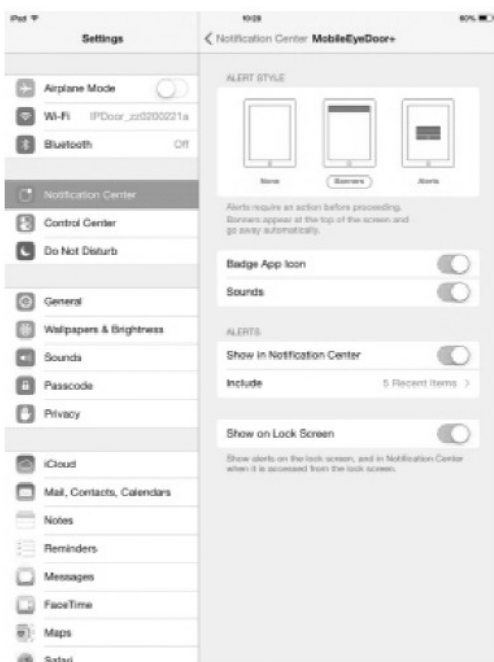 iPad
10:28
80%
Settings
Notification Center MobileEyeDoor+
Airplane Mode
Wi-Fi IPDoor_zz0200221a
Bluetooth Off
Notification Center
Control Center
Do Not Disturb
General
Wallpapers & Brightness
Sounds
Passcode
Privacy
iCloud
Mail, Contacts, Calendars
Notes
Reminders
Messages
FaceTime
Maps
Safari
ALERT STYLE
None Banners Alerts
Alerts require an action before proceeding.
Banners appear at the top of the screen and
go away automatically.
Badge App Icon
Sounds
ALERTS
Show in Notification Center
Include 5 Recent Items
Show on Lock Screen
Show alerts on the lock screen, and in Notification Center
when it is accessed from the lock screen.